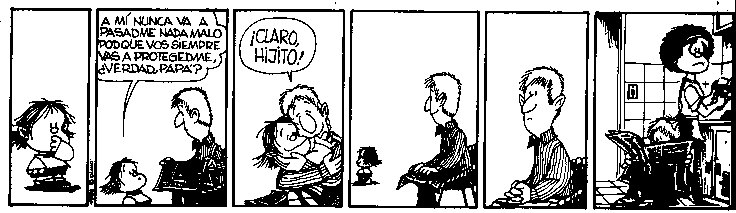 A MÍ NUNCA VA A
PASADME NADA MALO
PODQUE VOS SIEMPRE
VAS A PROTEGEDME,
¿VERDAD, PAPÁ?
¡CLARO,
HIJITO!